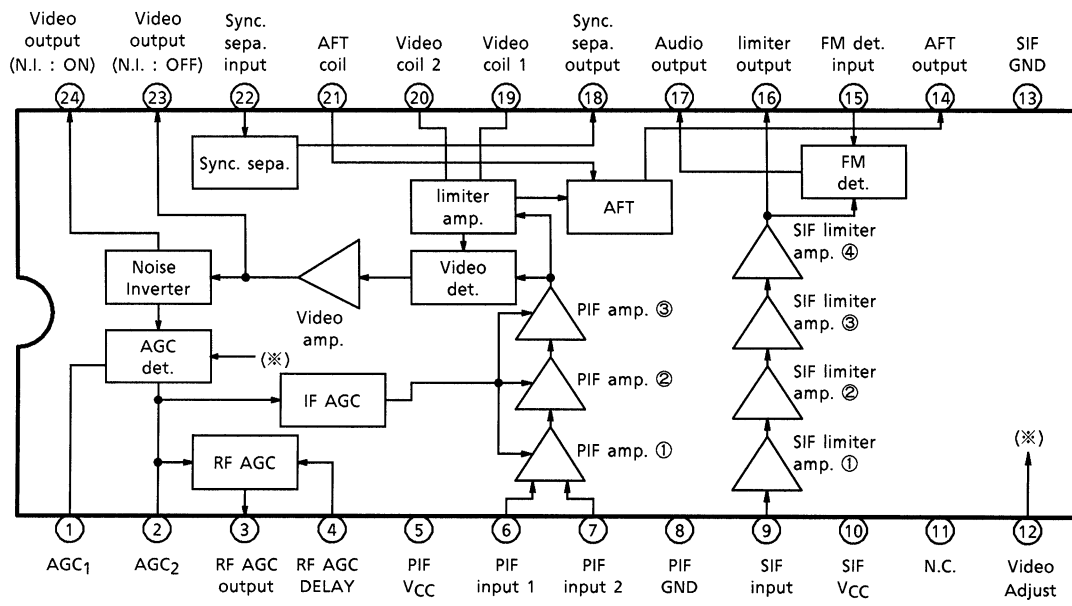 Video
output
(N.I. : ON)
Video
output
(N.I. : OFF)
Sync.
sepa.
input
AFT
coil
Video
coil 2
Video
coil 1
Sync.
sepa.
output
Audio
output
limiter
output
FM det.
input
AFT
output
SIF
GND
24
23
22
21
20
19
18
17
16
15
14
13
Sync. sepa.
limiter
amp.
AFT
FM
det.
Noise
Inverter
Video
amp.
Video
det.
SIF limiter
amp. ④
PIF amp. ③
SIF limiter
amp. ③
AGC
det.
(※)
IF AGC
PIF amp. ②
SIF limiter
amp. ②
RF AGC
PIF amp. ①
SIF limiter
amp. ①
(※)
1
2
3
4
5
6
7
8
9
10
11
12
AGC1
AGC2
RF AGC
output
RF AGC
DELAY
PIF
VCC
PIF
input 1
PIF
input 2
PIF
GND
SIF
input
SIF
VCC
N.C.
Video
Adjust